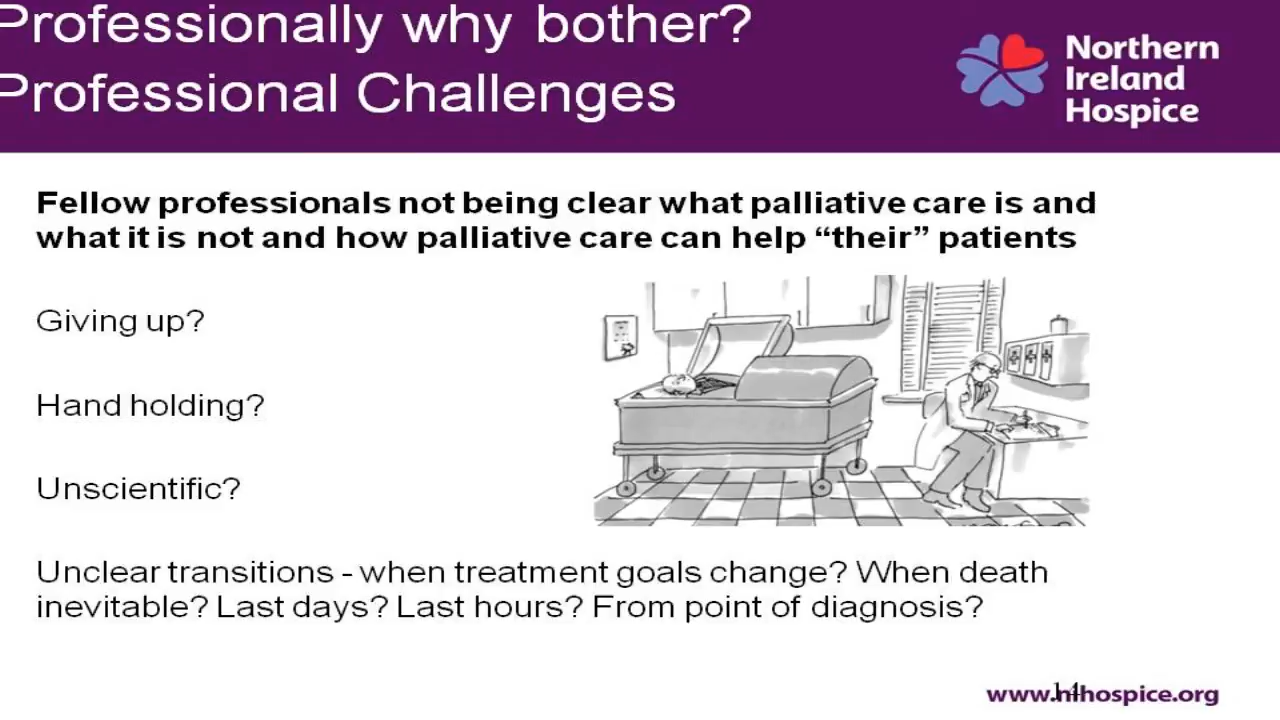 Professionally why bother?
Professional Challenges
Northern
Ireland
Hospice
Fellow professionals not being clear what palliative care is and
what it is not and how palliative care can help “their” patients
Giving up?
Hand holding?
Unscientific?
Unclear transitions - when treatment goals change? When death
inevitable? Last days? Last hours? From point of diagnosis?
www.nihospice.org
14